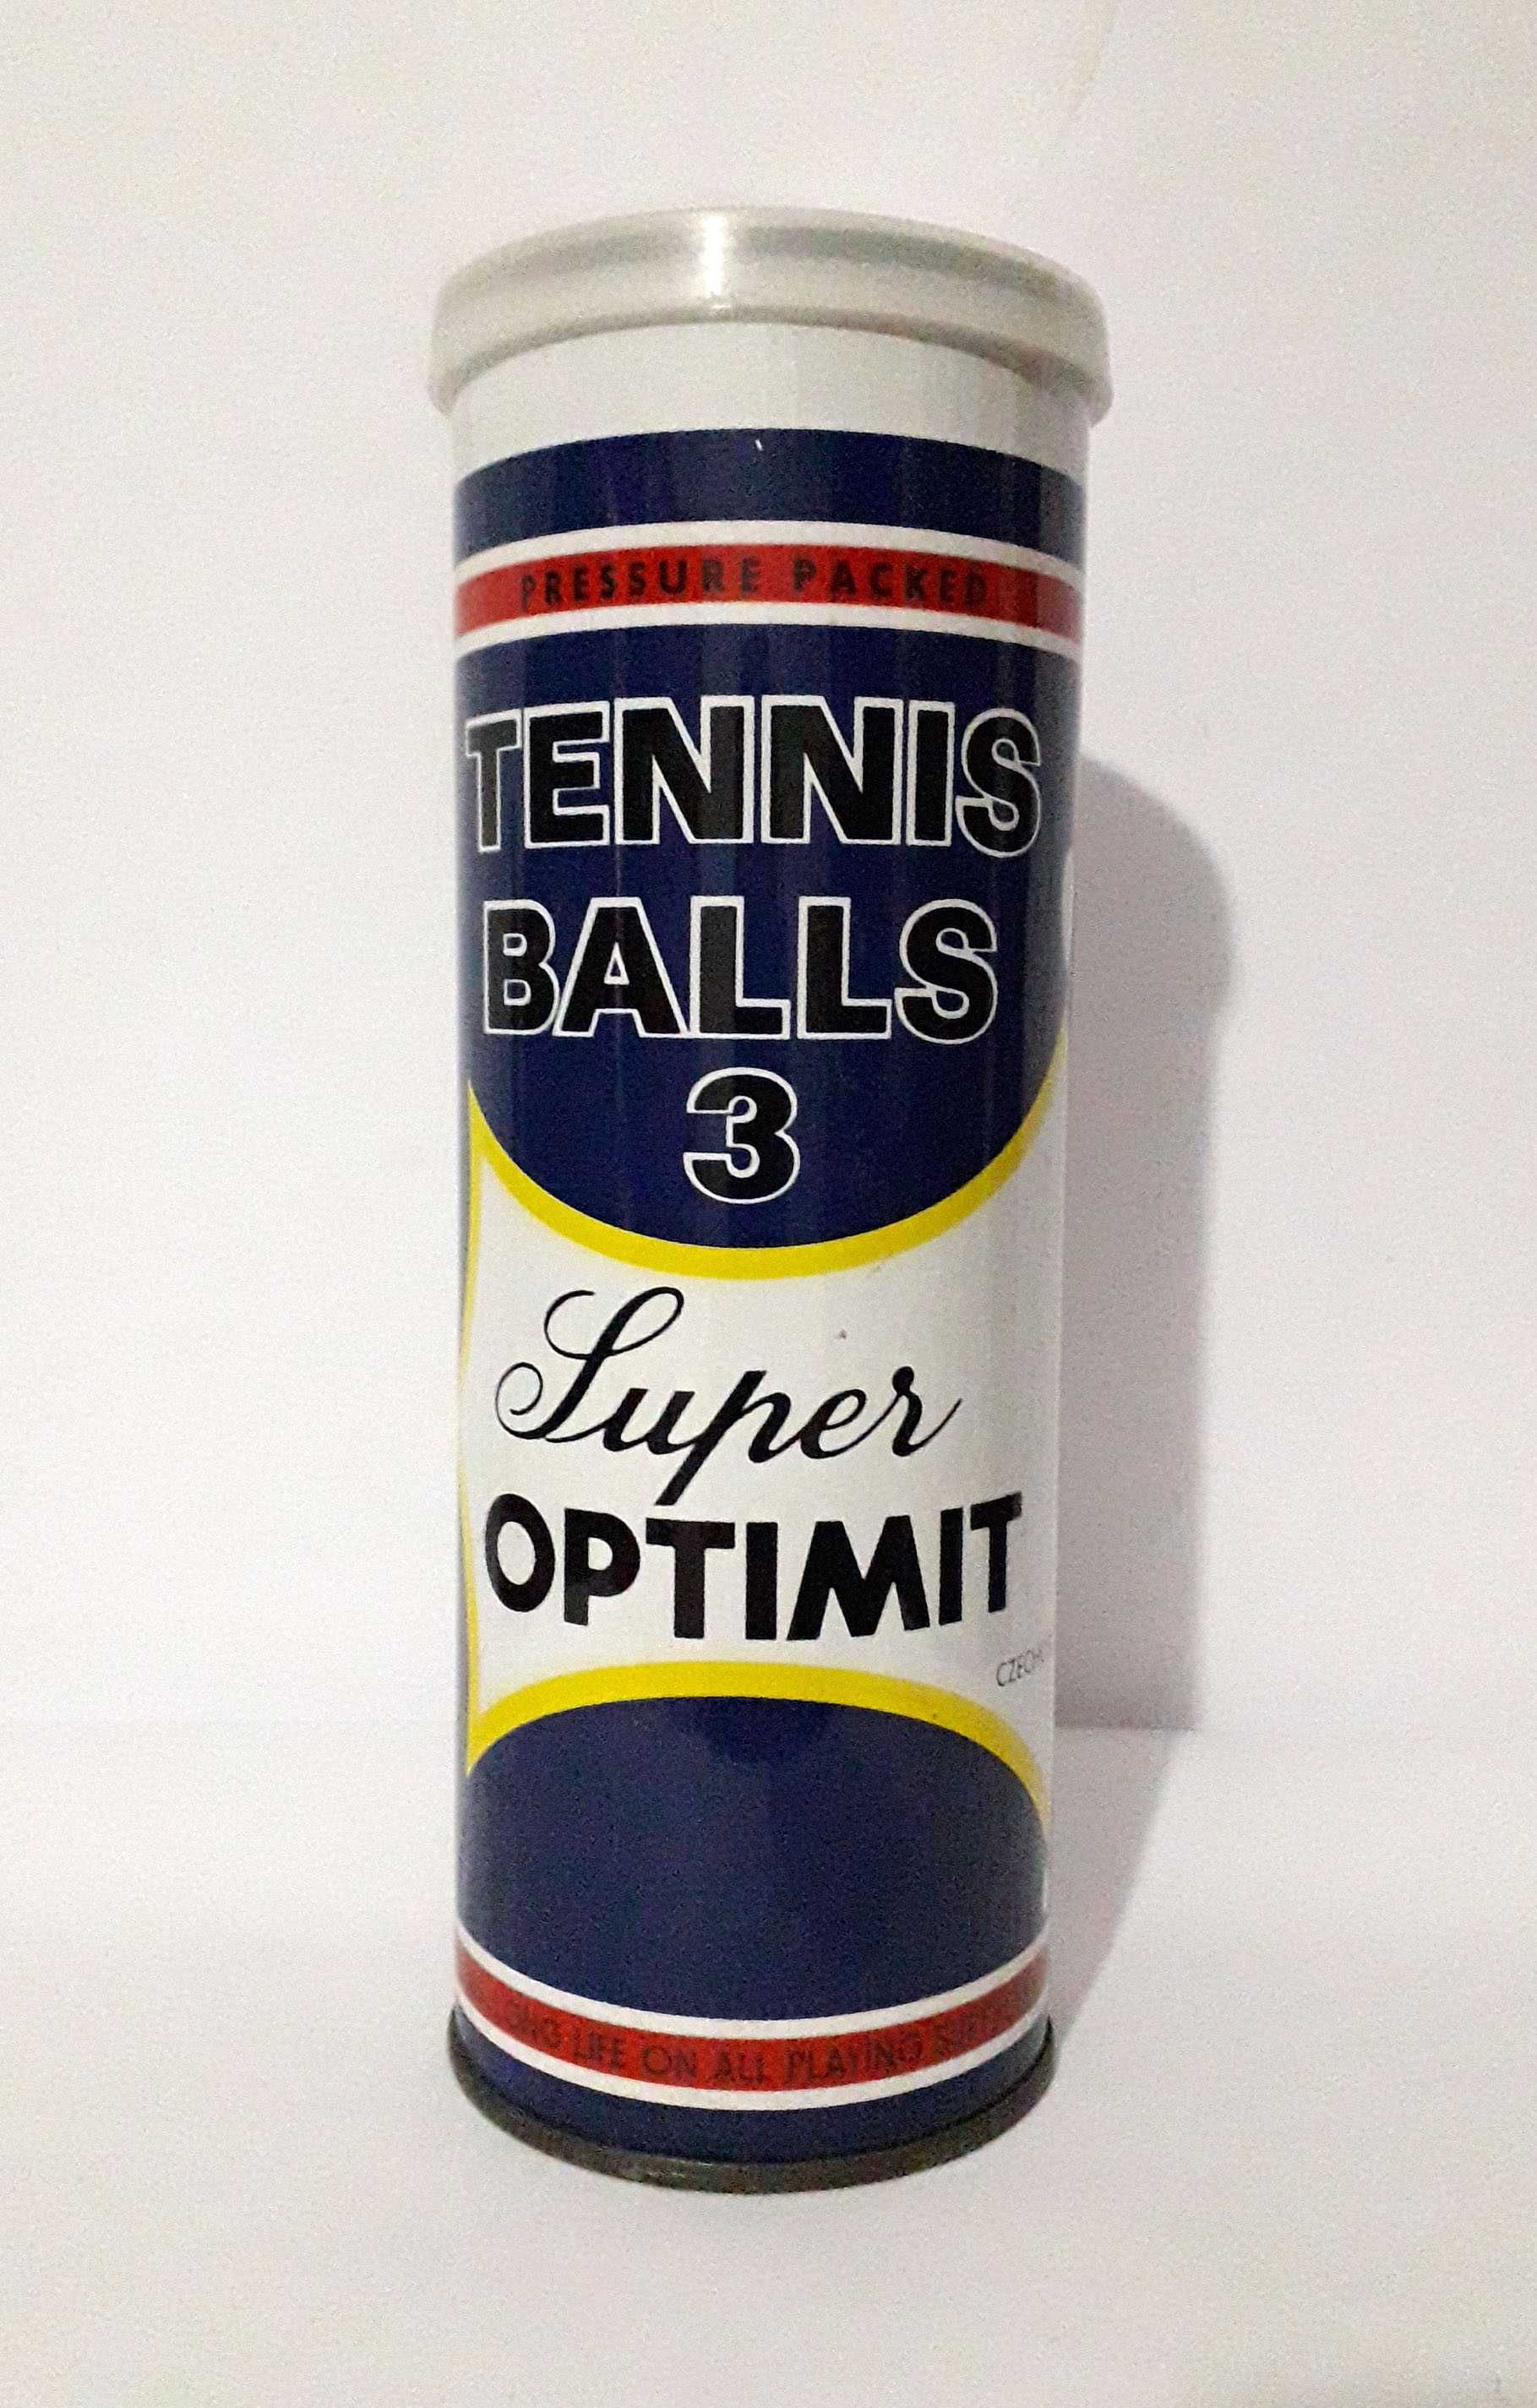 PRESSURE PACKED
TENNIS
BALLS
3
Super
OPTIMIT
LIFE ON ALL PLAYING